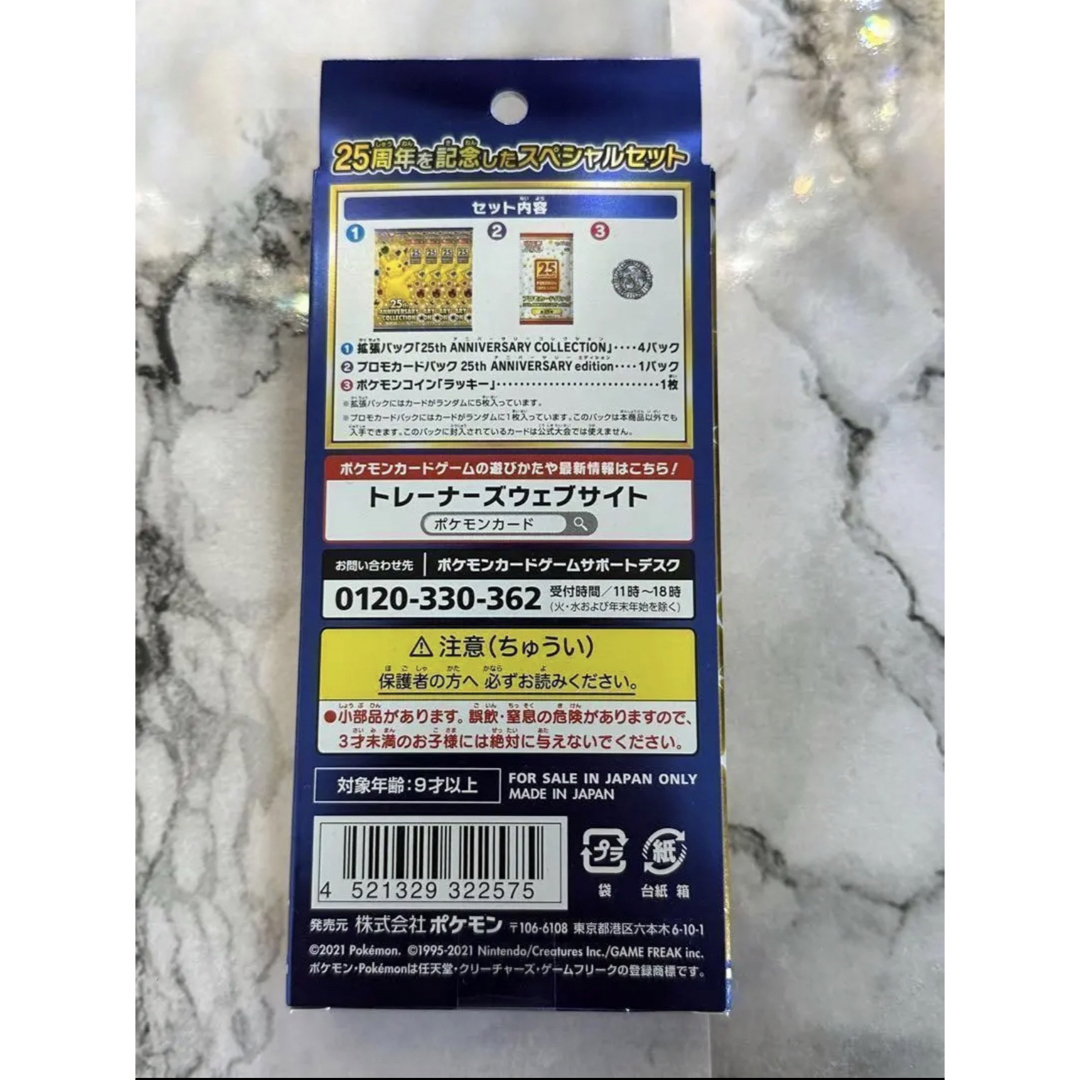 25周年を記念したスペシャルセット
セット内容
1 2 3
25th ANNIVERSARY COLLECTION
25
プロモカードパック
1 拡張パック「25th ANNIVERSARY COLLECTION」････4パック
2 プロモカードパック 25th ANNIVERSARY edition････1パック
3 ポケモンコイン「ラッキー」･･････････････････････････1枚
※拡張パックにはカードがランダムに5枚入っています。
※プロモカードパックにはカードがランダムに1枚入っています。このパックは本商品以外でも
入手できます。このパックに封入されているカードは公式大会では使えません。
ポケモンカードゲームの遊びかたや最新情報はこちら!
トレーナーズウェブサイト
ポケモンカード
お問い合わせ先 ポケモンカードゲームサポートデスク
0120-330-362 受付時間/11時～18時
(火・水および年末年始を除く)
⚠注意(ちゅうい)
保護者の方へ 必ずお読みください。
●小部品があります。誤飲・窒息の危険がありますので、
3才未満のお子様には絶対に与えないでください。
対象年齢:9才以上
FOR SALE IN JAPAN ONLY
MADE IN JAPAN
4 521329 322575
プラ 紙
袋 台紙 箱
発売元 株式会社 ポケモン 〒106-6108 東京都港区六本木6-10-1
©2021 Pokémon. ©1995-2021 Nintendo/Creatures Inc./GAME FREAK inc.
ポケモン・Pokémonは任天堂・クリーチャーズ・ゲームフリークの登録商標です。